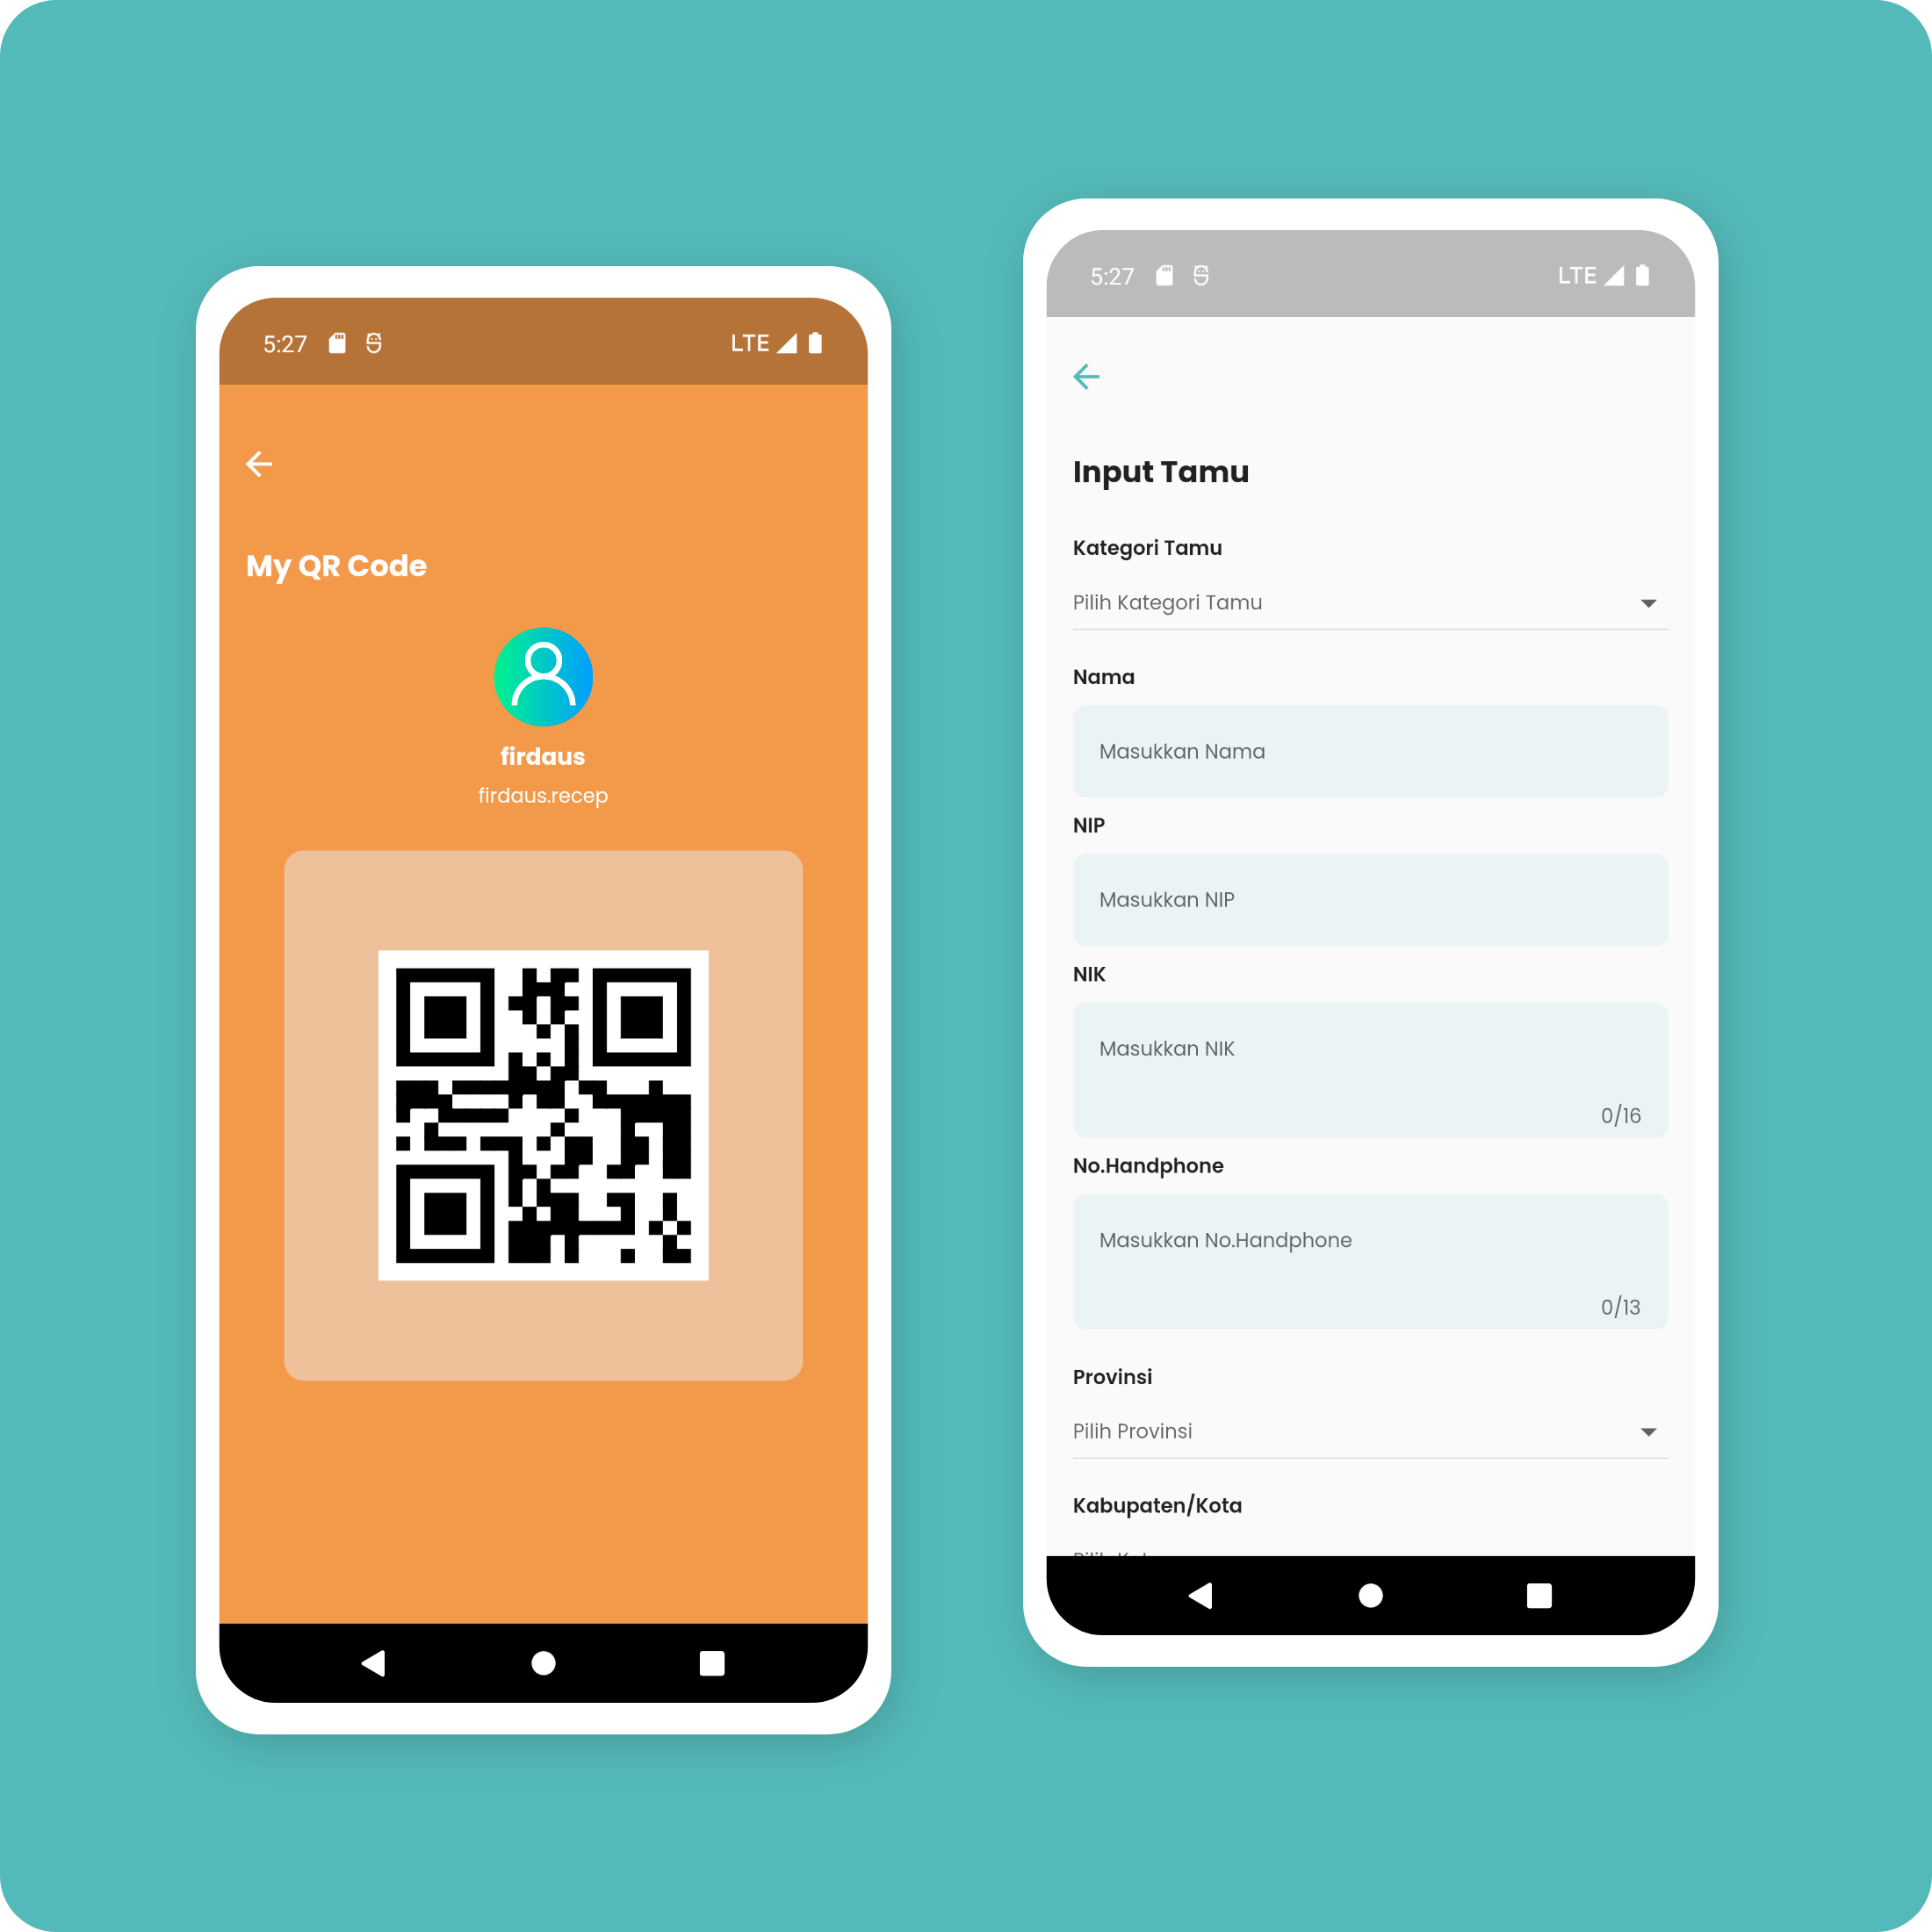 5:27 LTE
My QR Code
firdaus
firdaus.recep
5:27 LTE
Input Tamu
Kategori Tamu
Pilih Kategori Tamu
Nama
Masukkan Nama
NIP
Masukkan NIP
NIK
Masukkan NIK
0/16
No.Handphone
Masukkan No.Handphone
0/13
Provinsi
Pilih Provinsi
Kabupaten/Kota